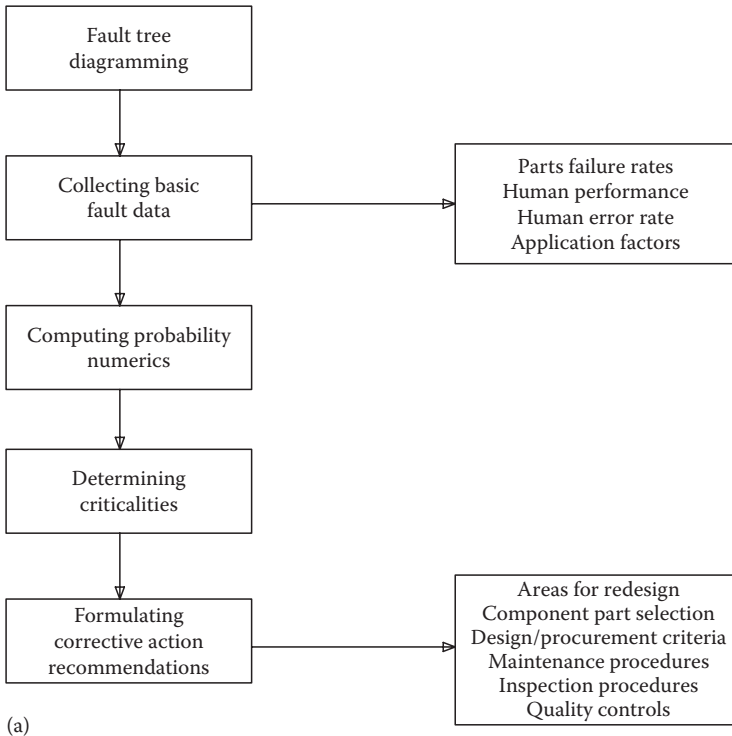 Fault tree
diagramming
Collecting basic
fault data
Parts failure rates
Human performance
Human error rate
Application factors
Computing probability
numerics
Determining
criticalities
Formulating
corrective action
recommendations
Areas for redesign
Component part selection
Design/procurement criteria
Maintenance procedures
Inspection procedures
Quality controls
(a)